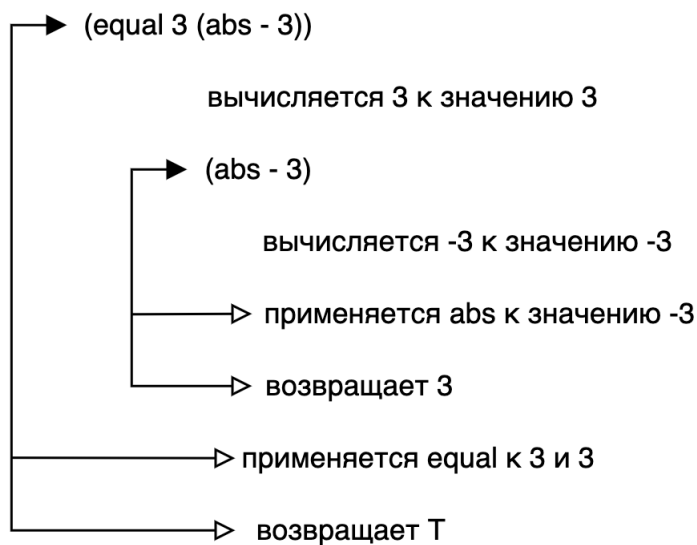 (equal 3 (abs - 3))
вычисляется 3 к значению 3
(abs - 3)
вычисляется -3 к значению -3
применяется abs к значению -3
возвращает 3
применяется equal к 3 и 3
возвращает T